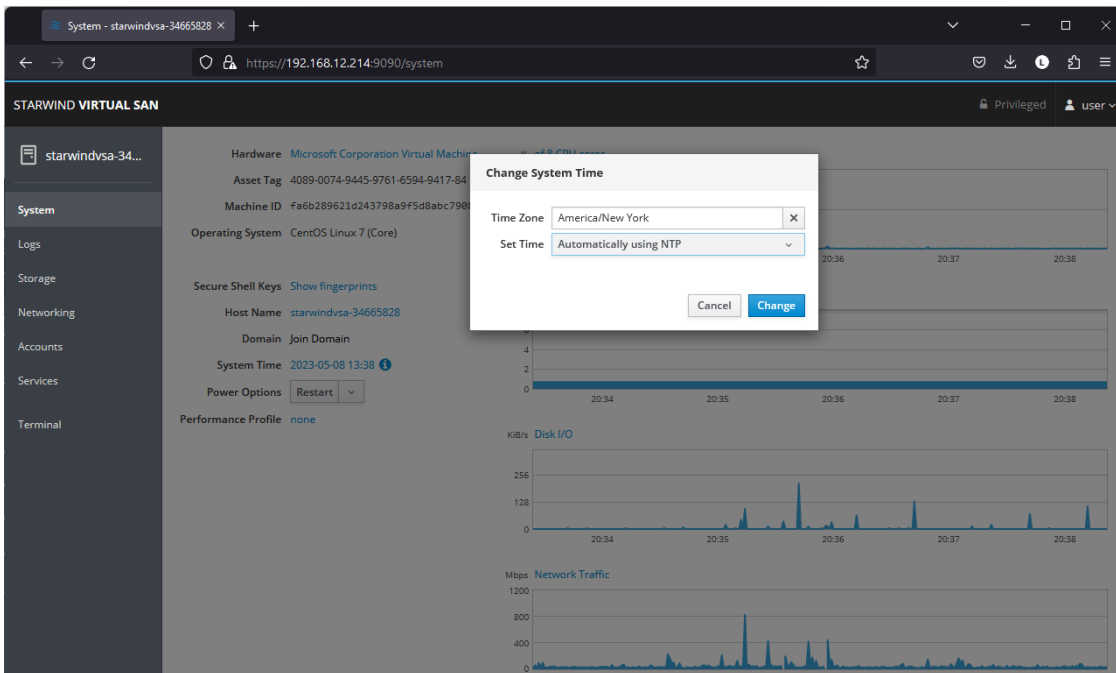 System - starwindvsa-34665828
https://192.168.12.214:9090/system
STARWIND VIRTUAL SAN
Privileged
user
starwindvsa-34...
System
Logs
Storage
Networking
Accounts
Services
Terminal
Hardware Microsoft Corporation Virtual Machine
Asset Tag 4089-0074-9445-9761-6594-9417-84
Machine ID fa6b289621d243798a9f5d8abc790
Operating System CentOS Linux 7 (Core)
Secure Shell Keys Show fingerprints
Host Name starwindvsa-34665828
Domain Join Domain
System Time 2023-05-08 13:38
Power Options Restart
Performance Profile none
% of 8 CPU cores
Change System Time
Time Zone America/New York
Set Time Automatically using NTP
Cancel Change
20:36 20:37 20:38
4
2
0
20:34 20:35 20:36 20:37 20:38
KiB/s Disk I/O
256
128
0
20:34 20:35 20:36 20:37 20:38
Mbps Network Traffic
1200
800
400
0